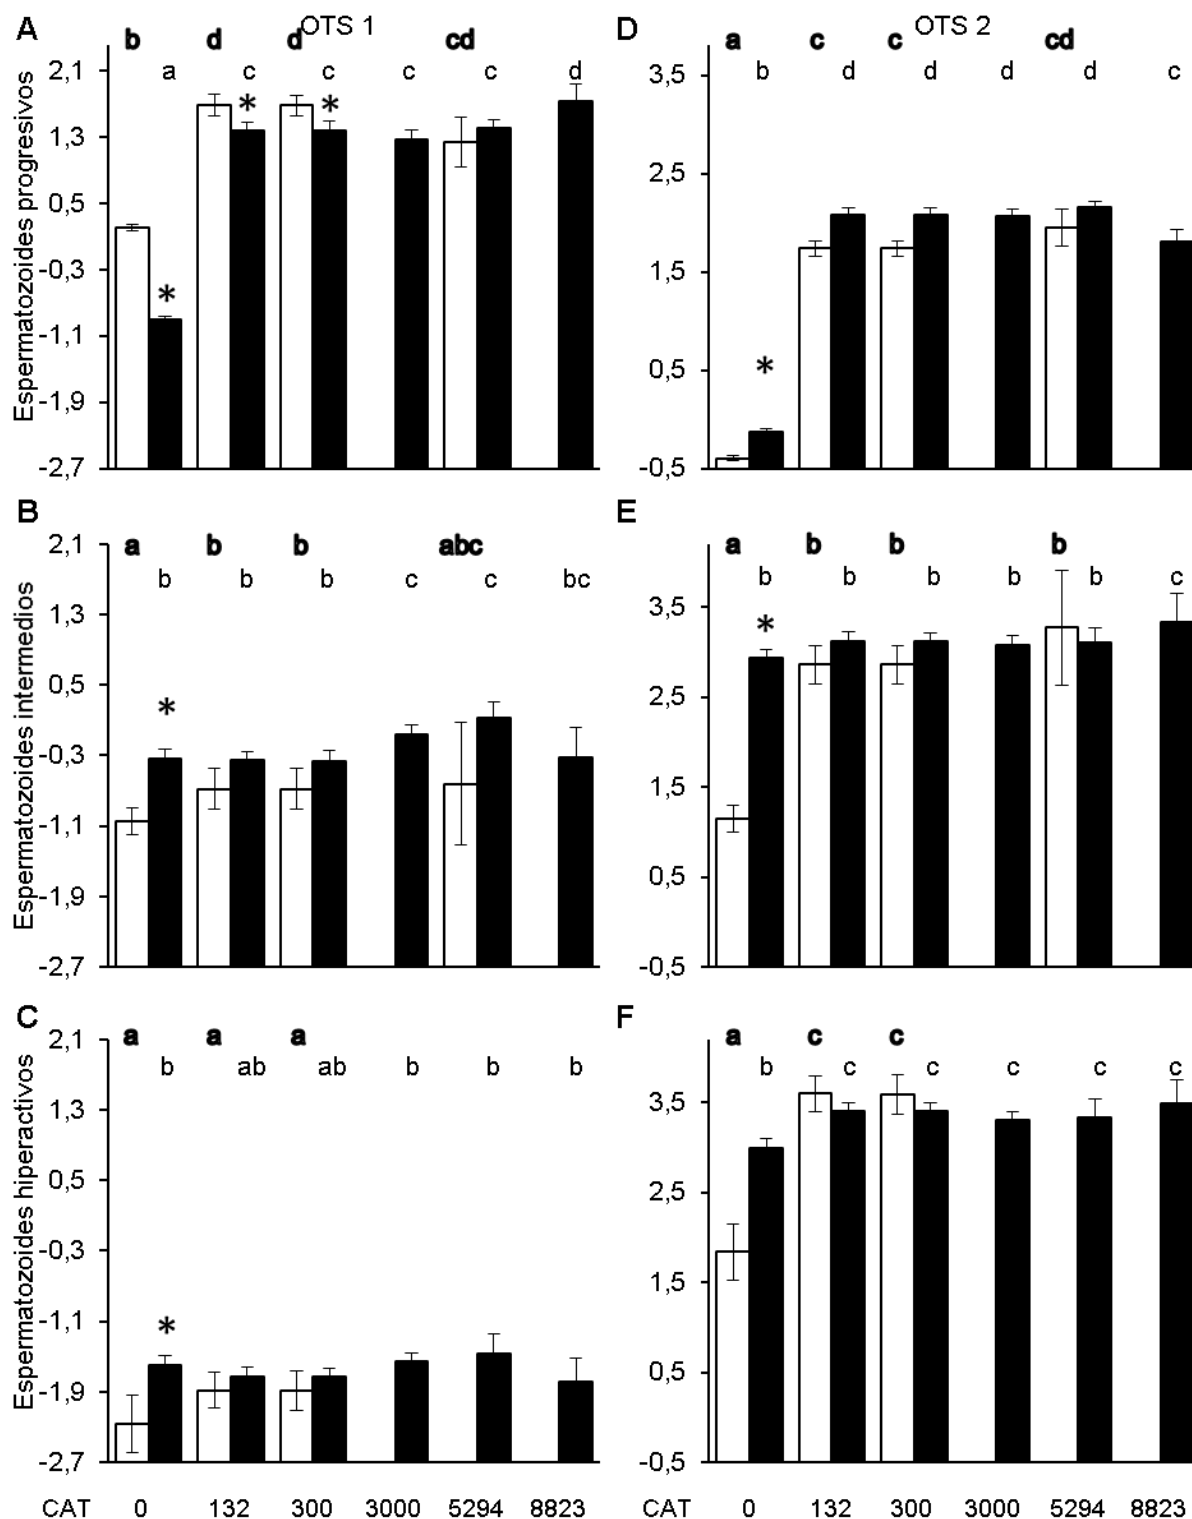 A
OTS 1
b d d cd
a c c c c d
2,1
1,3
0,5
-0,3
-1,1
-1,9
-2,7
Espermatozoides progresivos
* * *
D
OTS 2
a c c cd
b d d d d c
3,5
2,5
1,5
0,5
-0,5
*
B
a b b abc
b b b c c bc
2,1
1,3
0,5
-0,3
-1,1
-1,9
-2,7
Espermatozoides intermedios
*
E
a b b b
b b b b b c
3,5
2,5
1,5
0,5
-0,5
*
C
a a a
b ab ab b b b
2,1
1,3
0,5
-0,3
-1,1
-1,9
-2,7
Espermatozoides hiperactivos
*
F
a c c
b c c c c c
3,5
2,5
1,5
0,5
-0,5
CAT 0 132 300 3000 5294 8823
CAT 0 132 300 3000 5294 8823